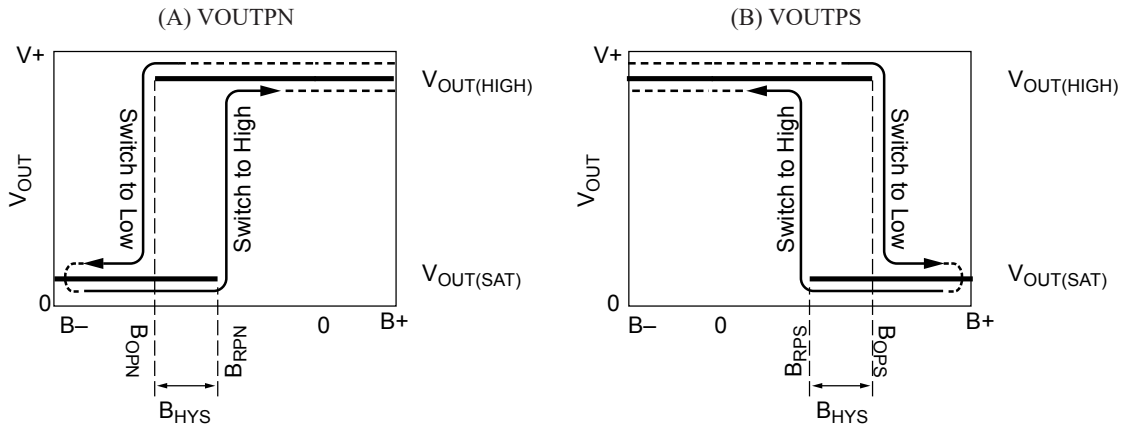 (A) VOUTPN
V+
VOUT
0
Switch to Low
Switch to High
VOUT(HIGH)
VOUT(SAT)
B–
BOPN
BRPN
0
B+
BHYS
(B) VOUTPS
V+
VOUT
0
Switch to High
Switch to Low
VOUT(HIGH)
VOUT(SAT)
B–
0
BRPS
BOPS
B+
BHYS